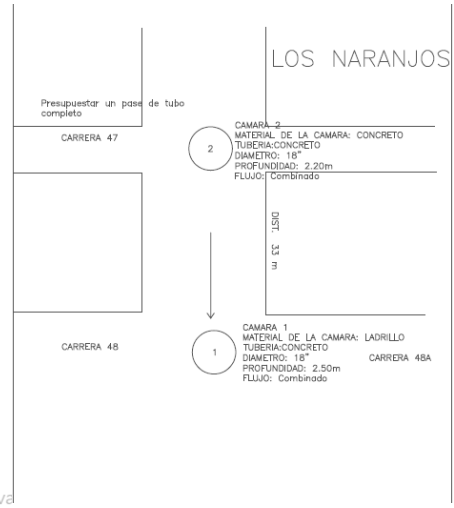 LOS NARANJOS
Presupuestar un pase de tubo
completo
CARRERA 47
2
CAMARA 2
MATERIAL DE LA CAMARA: CONCRETO
TUBERIA:CONCRETO
DIAMETRO: 18"
PROFUNDIDAD: 2.20m
FLUJO: Combinado
DIST. 33 m
CARRERA 48
1
CAMARA 1
MATERIAL DE LA CAMARA: LADRILLO
TUBERIA:CONCRETO
DIAMETRO: 18"
CARRERA 48A
PROFUNDIDAD: 2.50m
FLUJO: Combinado